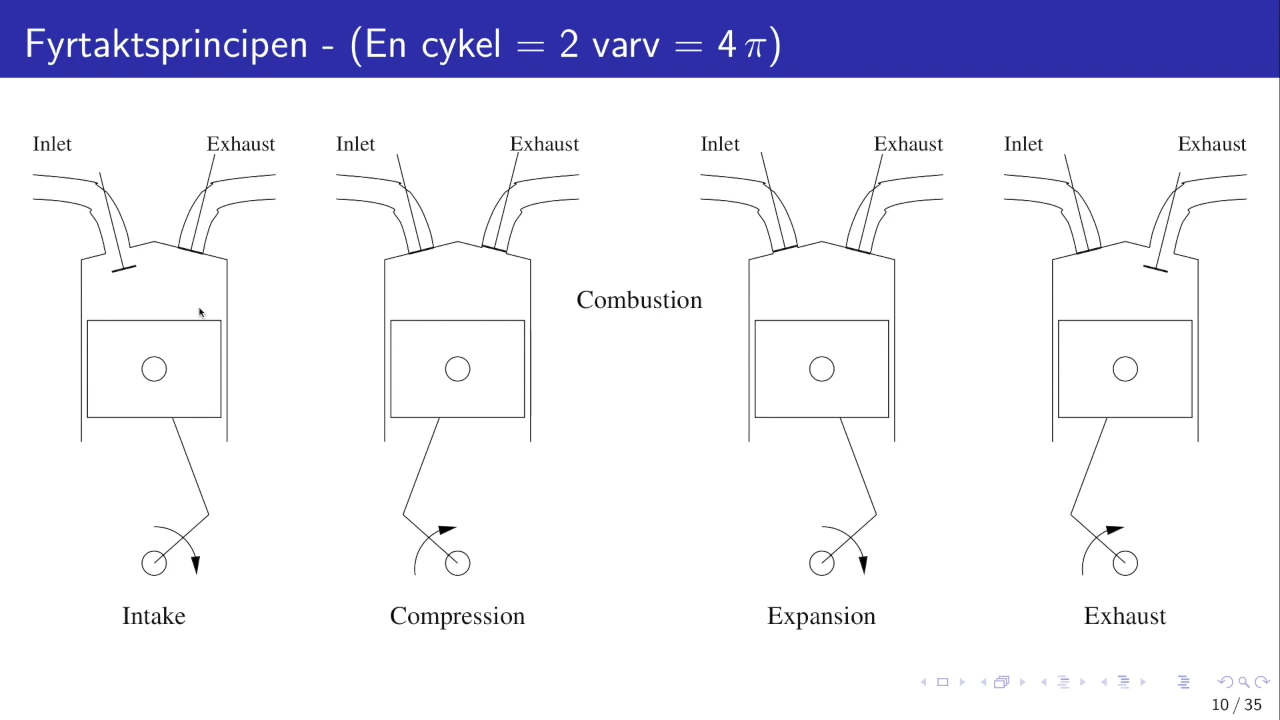 Fyrtaktsprincipen - (En cykel = 2 varv = 4 π)
Inlet Exhaust Inlet Exhaust Inlet Exhaust Inlet Exhaust
Combustion
Intake Compression Expansion Exhaust
10 / 35